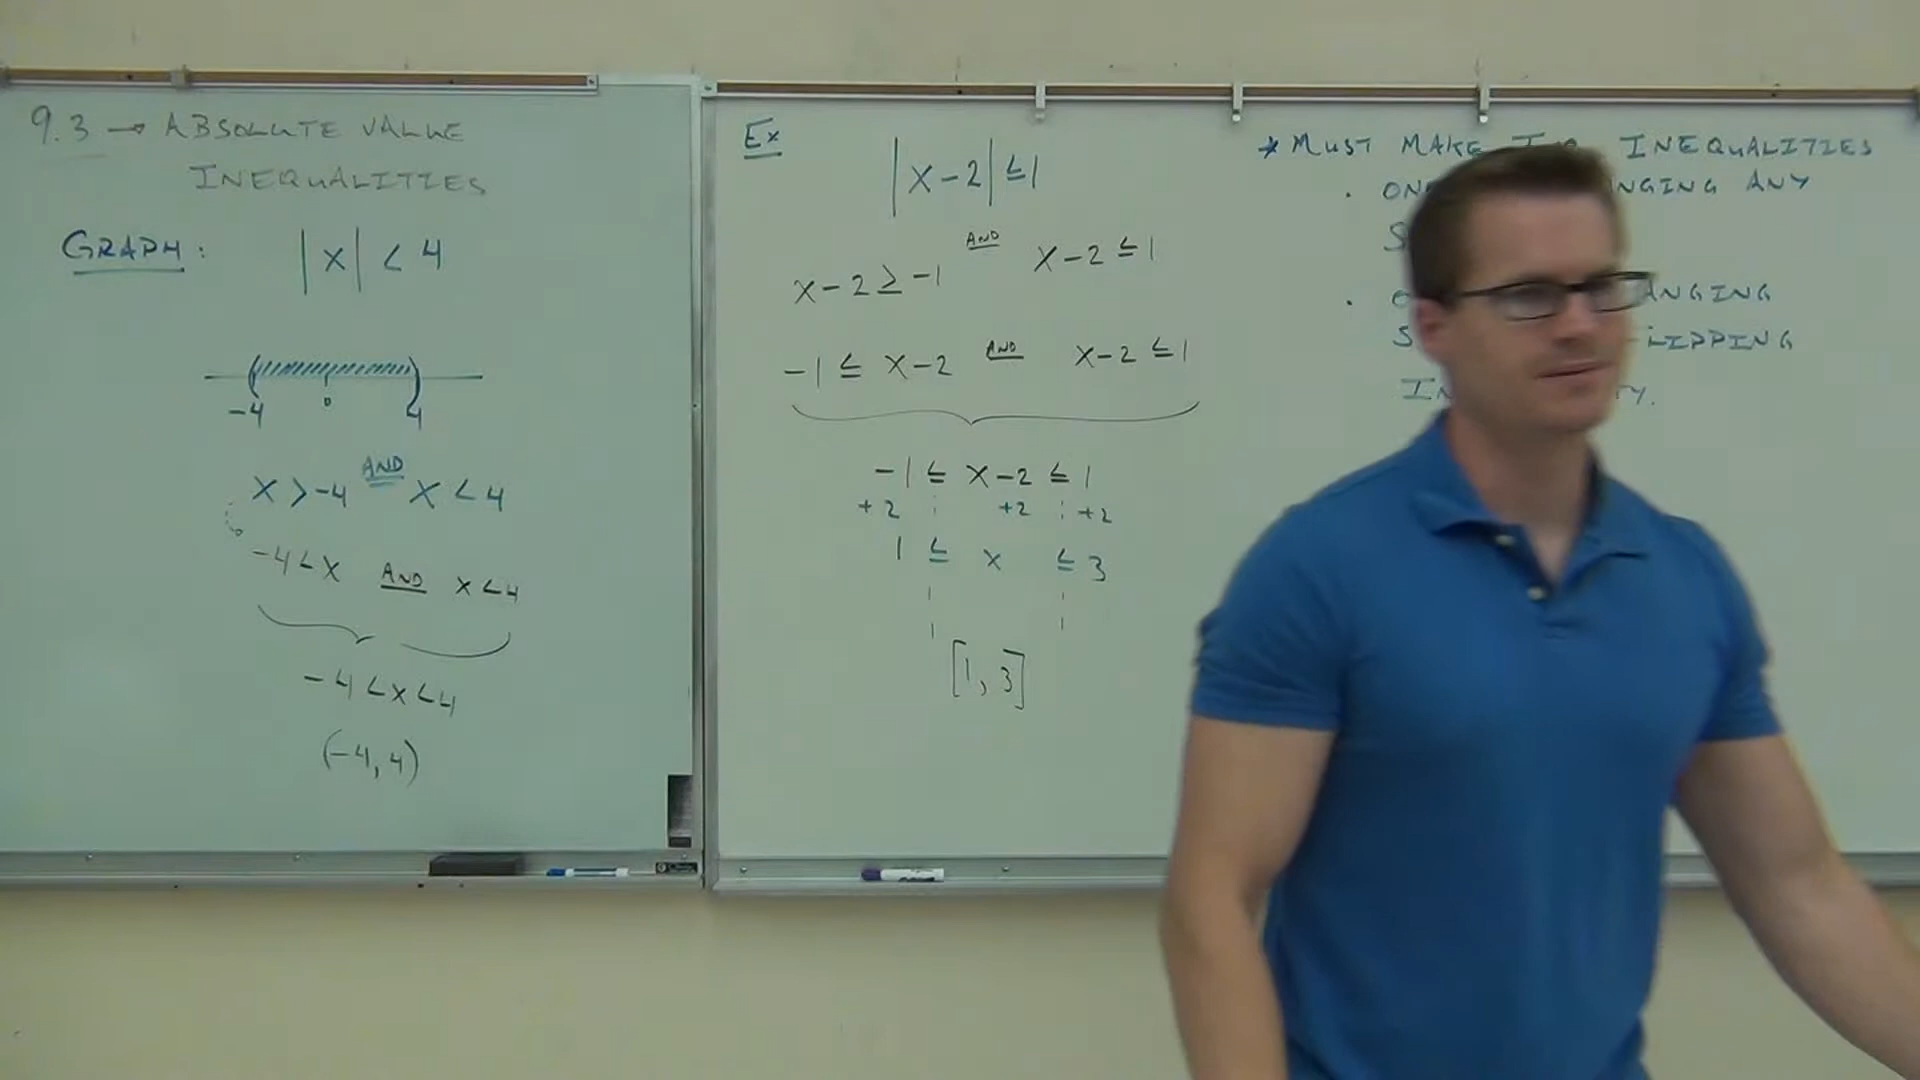 9.3 → ABSOLUTE VALUE
INEQUALITIES
GRAPH: |x| < 4
-4 0 4
x > -4 AND x < 4
-4 < x AND x < 4
-4 < x < 4
(-4, 4)
Ex |x-2| ≤ 1
x-2 ≥ -1 AND x-2 ≤ 1
-1 ≤ x-2 AND x-2 ≤ 1
-1 ≤ x-2 ≤ 1
+2 +2 +2
1 ≤ x ≤ 3
[1, 3]
* MUST MAKE INEQUALITIES
ANY